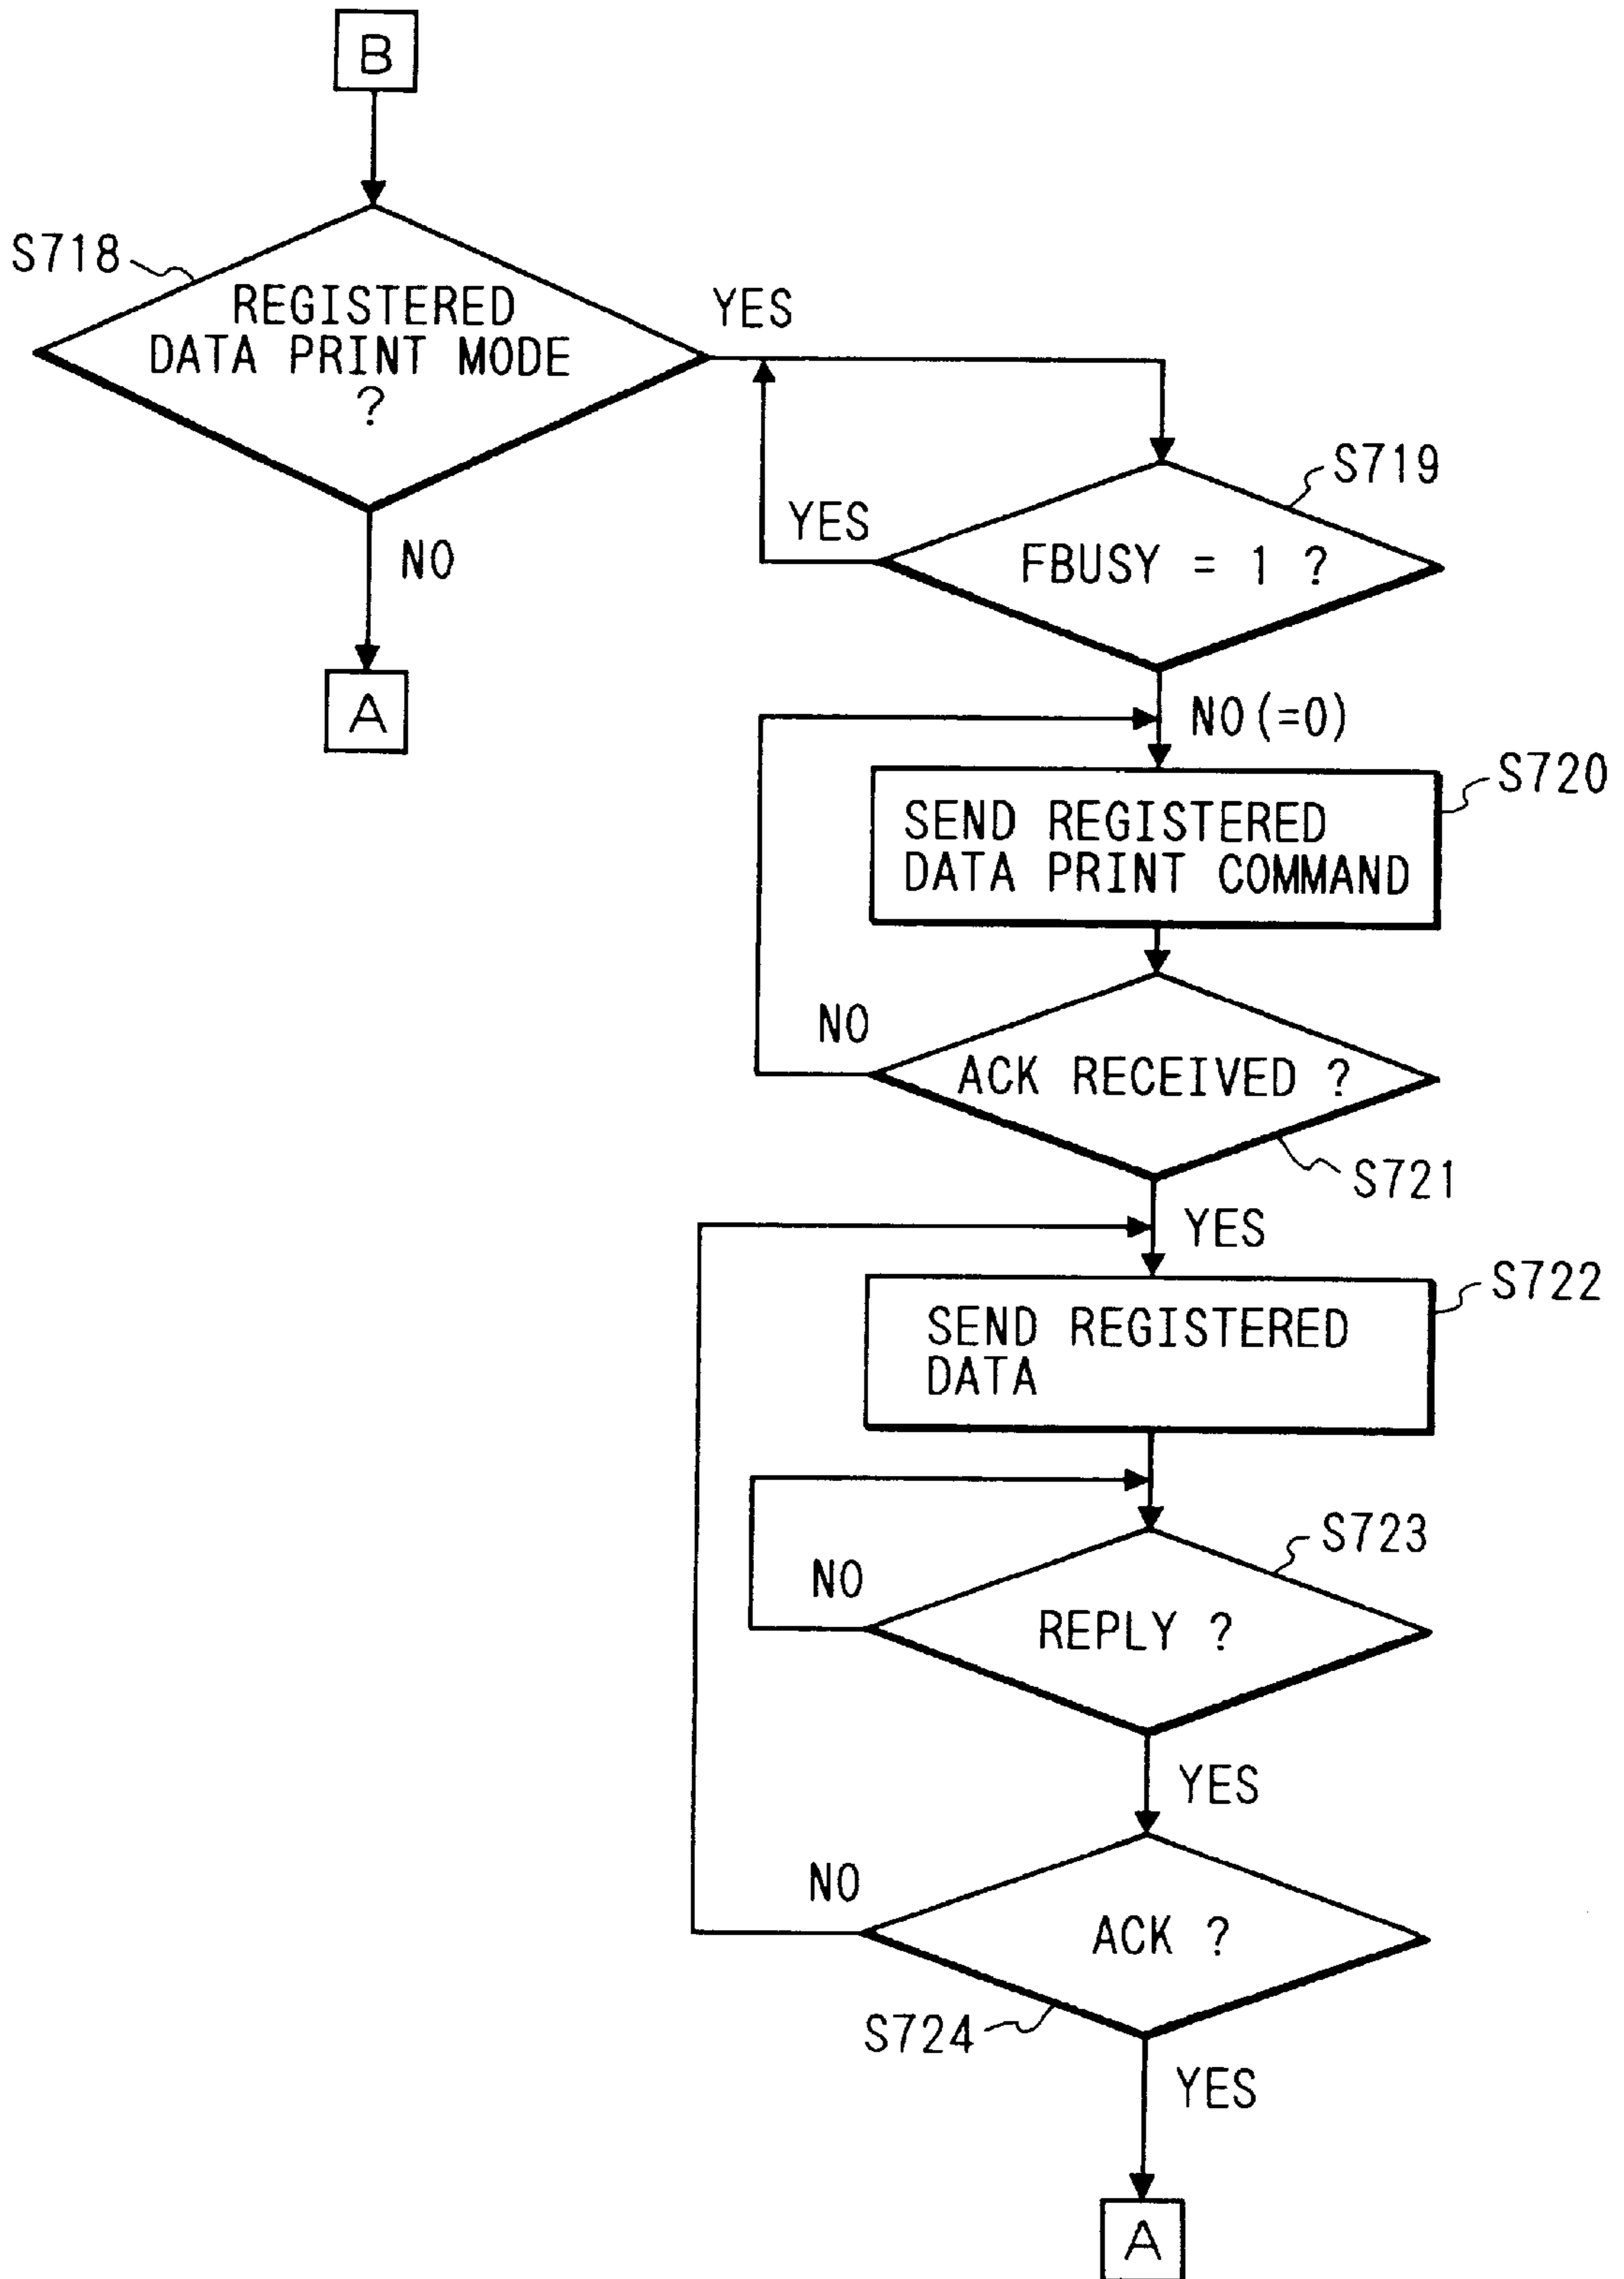 B
S718
REGISTERED
DATA PRINT MODE
?
YES
NO
A
S719
YES
FBUSY = 1 ?
NO (=0)
S720
SEND REGISTERED
DATA PRINT COMMAND
NO
ACK RECEIVED ?
S721
YES
S722
SEND REGISTERED
DATA
S723
NO
REPLY ?
YES
NO
ACK ?
S724
YES
A